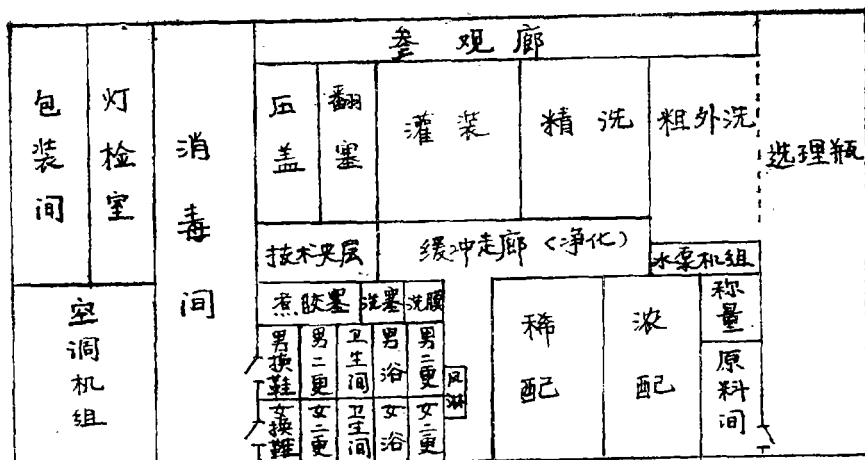 参观廊
包装间
灯检室
消毒间
压盖
翻塞
灌装
精洗
粗外洗
选理瓶
技术夹层
缓冲走廊(净化)
水泵机组
空调机组
煮胶塞
洗塞
洗膜
稀配
浓配
称量
原料间
男换鞋
男二更
卫生间
男浴
男二更
风淋
女换鞋
女二更
卫生间
女浴
女二更